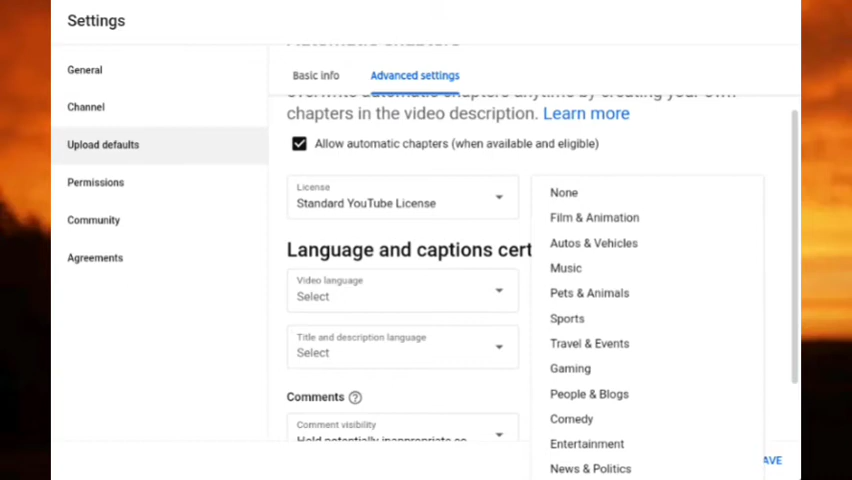 Settings
General
Channel
Upload defaults
Permissions
Community
Agreements
Basic info
Advanced settings
chapters in the video description. Learn more
Allow automatic chapters (when available and eligible)
License
Standard YouTube License
Language and captions cert
Video language
Select
Title and description language
Select
Comments
Comment visibility
None
Film & Animation
Autos & Vehicles
Music
Pets & Animals
Sports
Travel & Events
Gaming
People & Blogs
Comedy
Entertainment
News & Politics
AVE